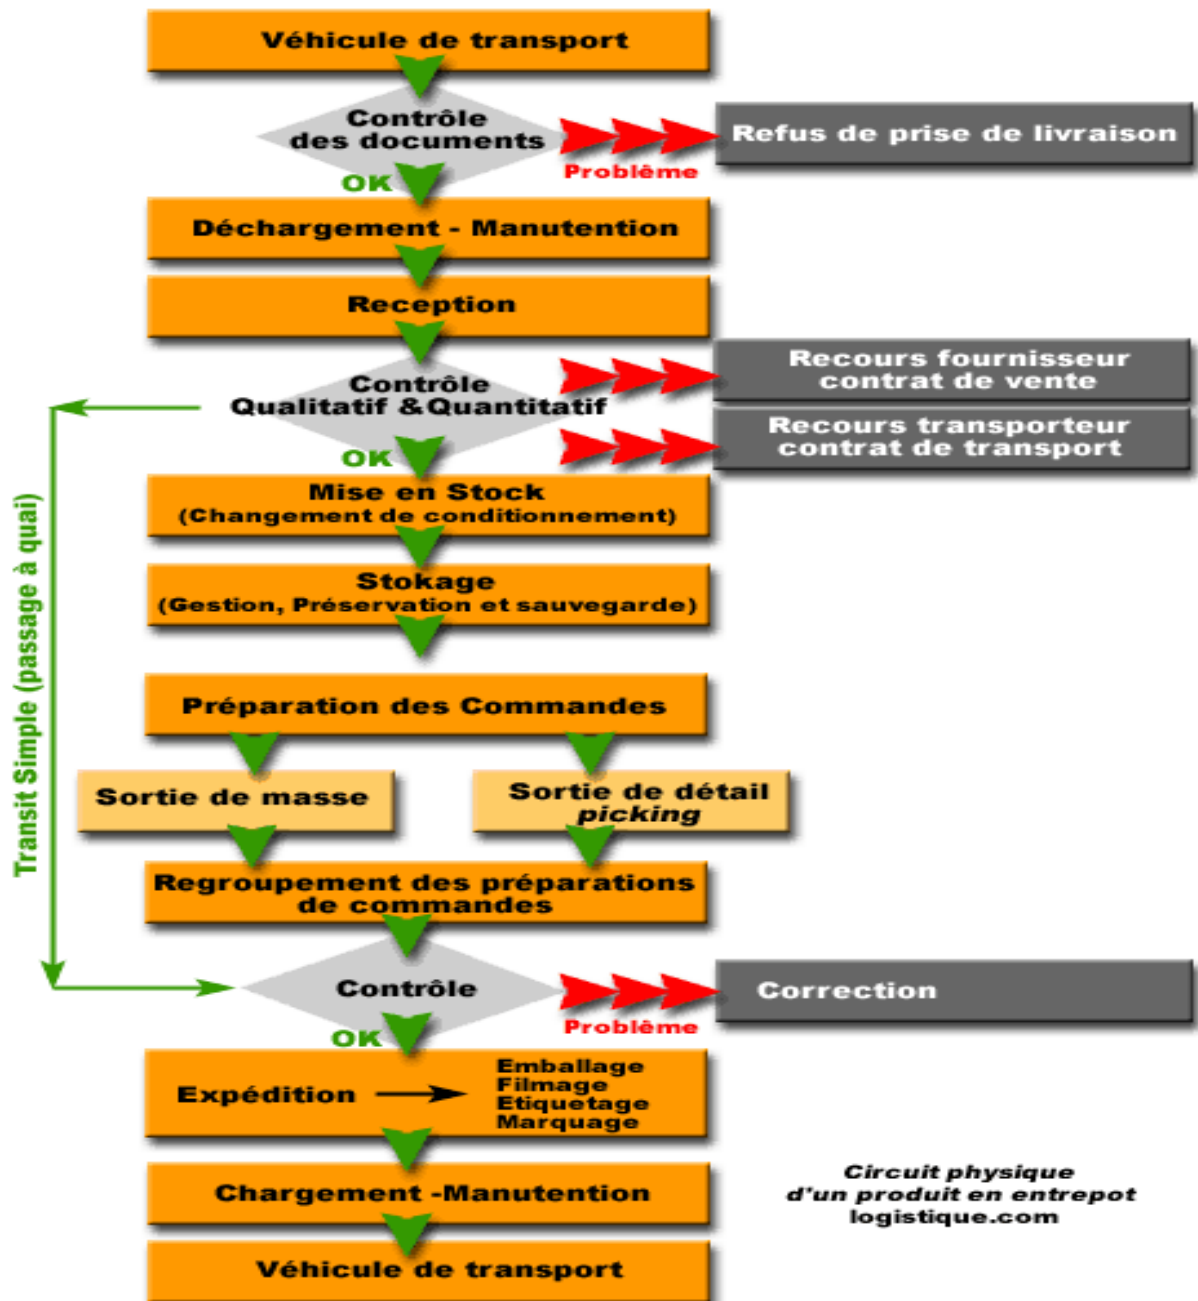 Véhicule de transport
Contrôle
des documents
Refus de prise de livraison
Problème
OK
Déchargement - Manutention
Reception
Recours fournisseur
contrat de vente
Contrôle
Qualitatif &Quantitatif
Recours transporteur
contrat de transport
OK
Mise en Stock
(Changement de conditionnement)
Stokage
(Gestion, Préservation et sauvegarde)
Transit Simple (passage à quai)
Préparation des Commandes
Sortie de masse
Sortie de détail
picking
Regroupement des préparations
de commandes
Contrôle
Correction
Problème
OK
Expédition
Emballage
Filmage
Etiquetage
Marquage
Chargement -Manutention
Véhicule de transport
Circuit physique
d'un produit en entrepot
logistique.com